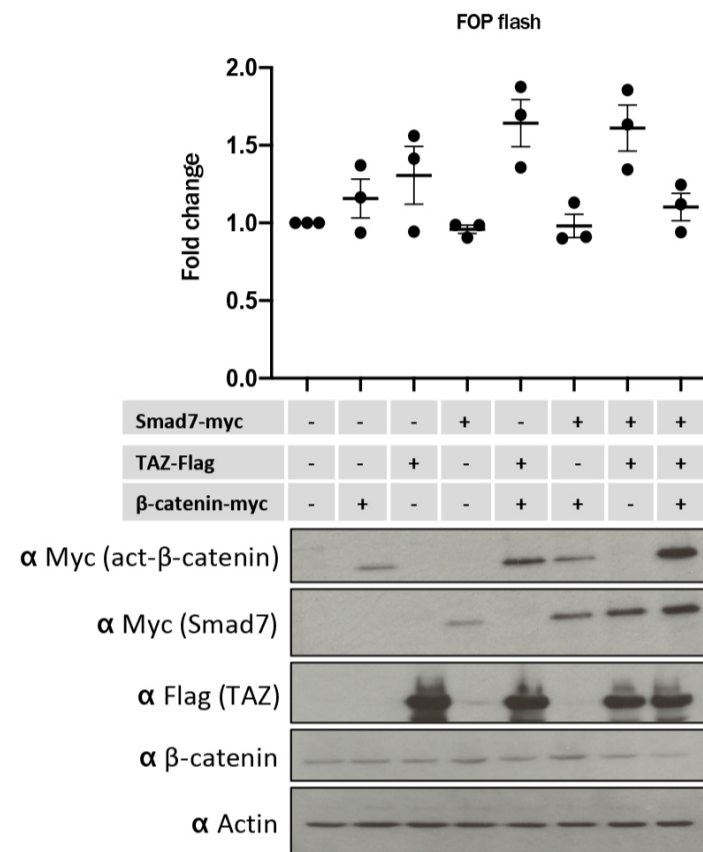 FOP flash
2.0
1.5
1.0
0.5
0.0
Fold change
Smad7-myc - - - + - + + +
TAZ-Flag - - + - + - + +
β-catenin-myc - + - - + + - +
α Myc (act-β-catenin)
α Myc (Smad7)
α Flag (TAZ)
α β-catenin
α Actin